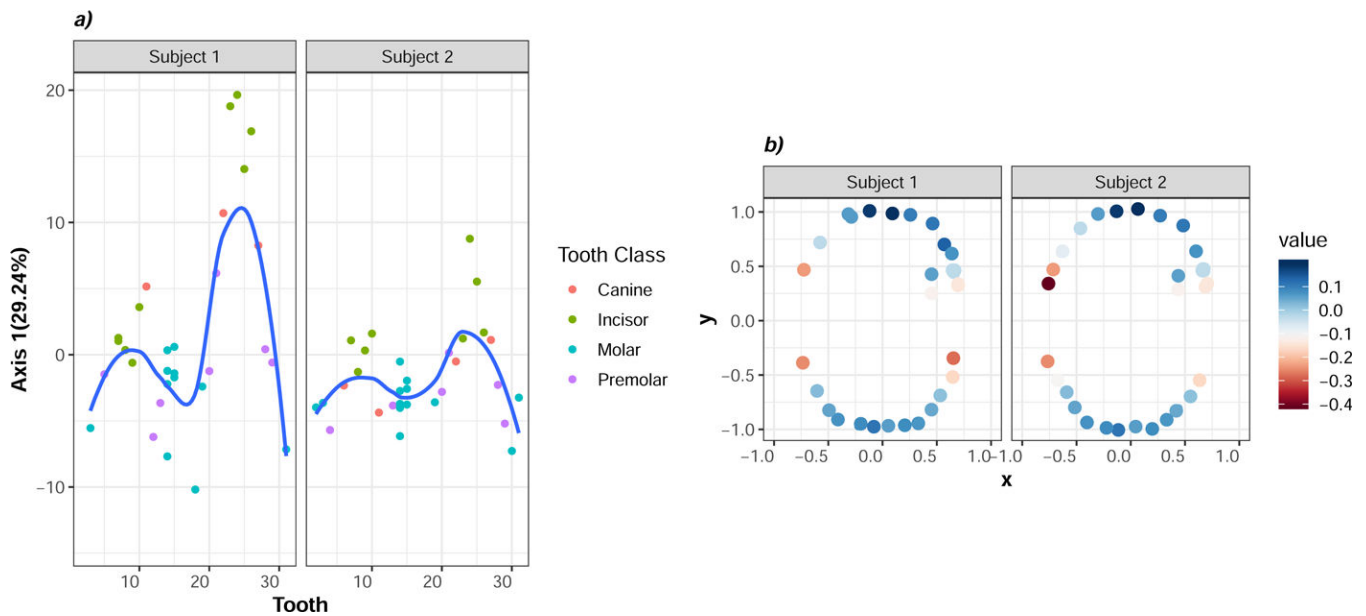 a)
Subject 1
Subject 2
20
10
0
−10
Axis 1(29.24%)
10
20
30
10
20
30
Tooth
Tooth Class
Canine
Incisor
Molar
Premolar
b)
Subject 1
Subject 2
1.0
0.5
0.0
−0.5
−1.0
y
−1.0
−0.5
0.0
0.5
1.0
−1.0
−0.5
0.0
0.5
1.0
x
value
0.1
0.0
−0.1
−0.2
−0.3
−0.4